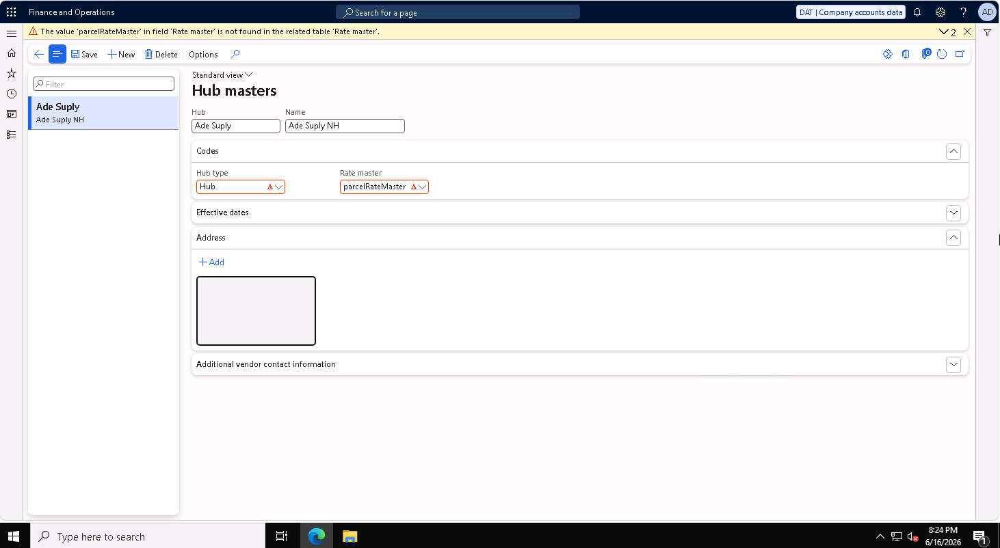 Finance and Operations
Search for a page
DAT | Company accounts data
?
AD
The value 'parcelRateMaster' in field 'Rate master' is not found in the related table 'Rate master'.
2
Save
New
Delete
Options
0
Filter
Ade Suply
Ade Suply NH
Standard view
Hub masters
Hub
Name
Ade Suply
Ade Suply NH
Codes
Hub type
Rate master
Hub
parcelRateMaster
Effective dates
Address
Add
Additional vendor contact information
Type here to search
8:24 PM
6/16/2026
1